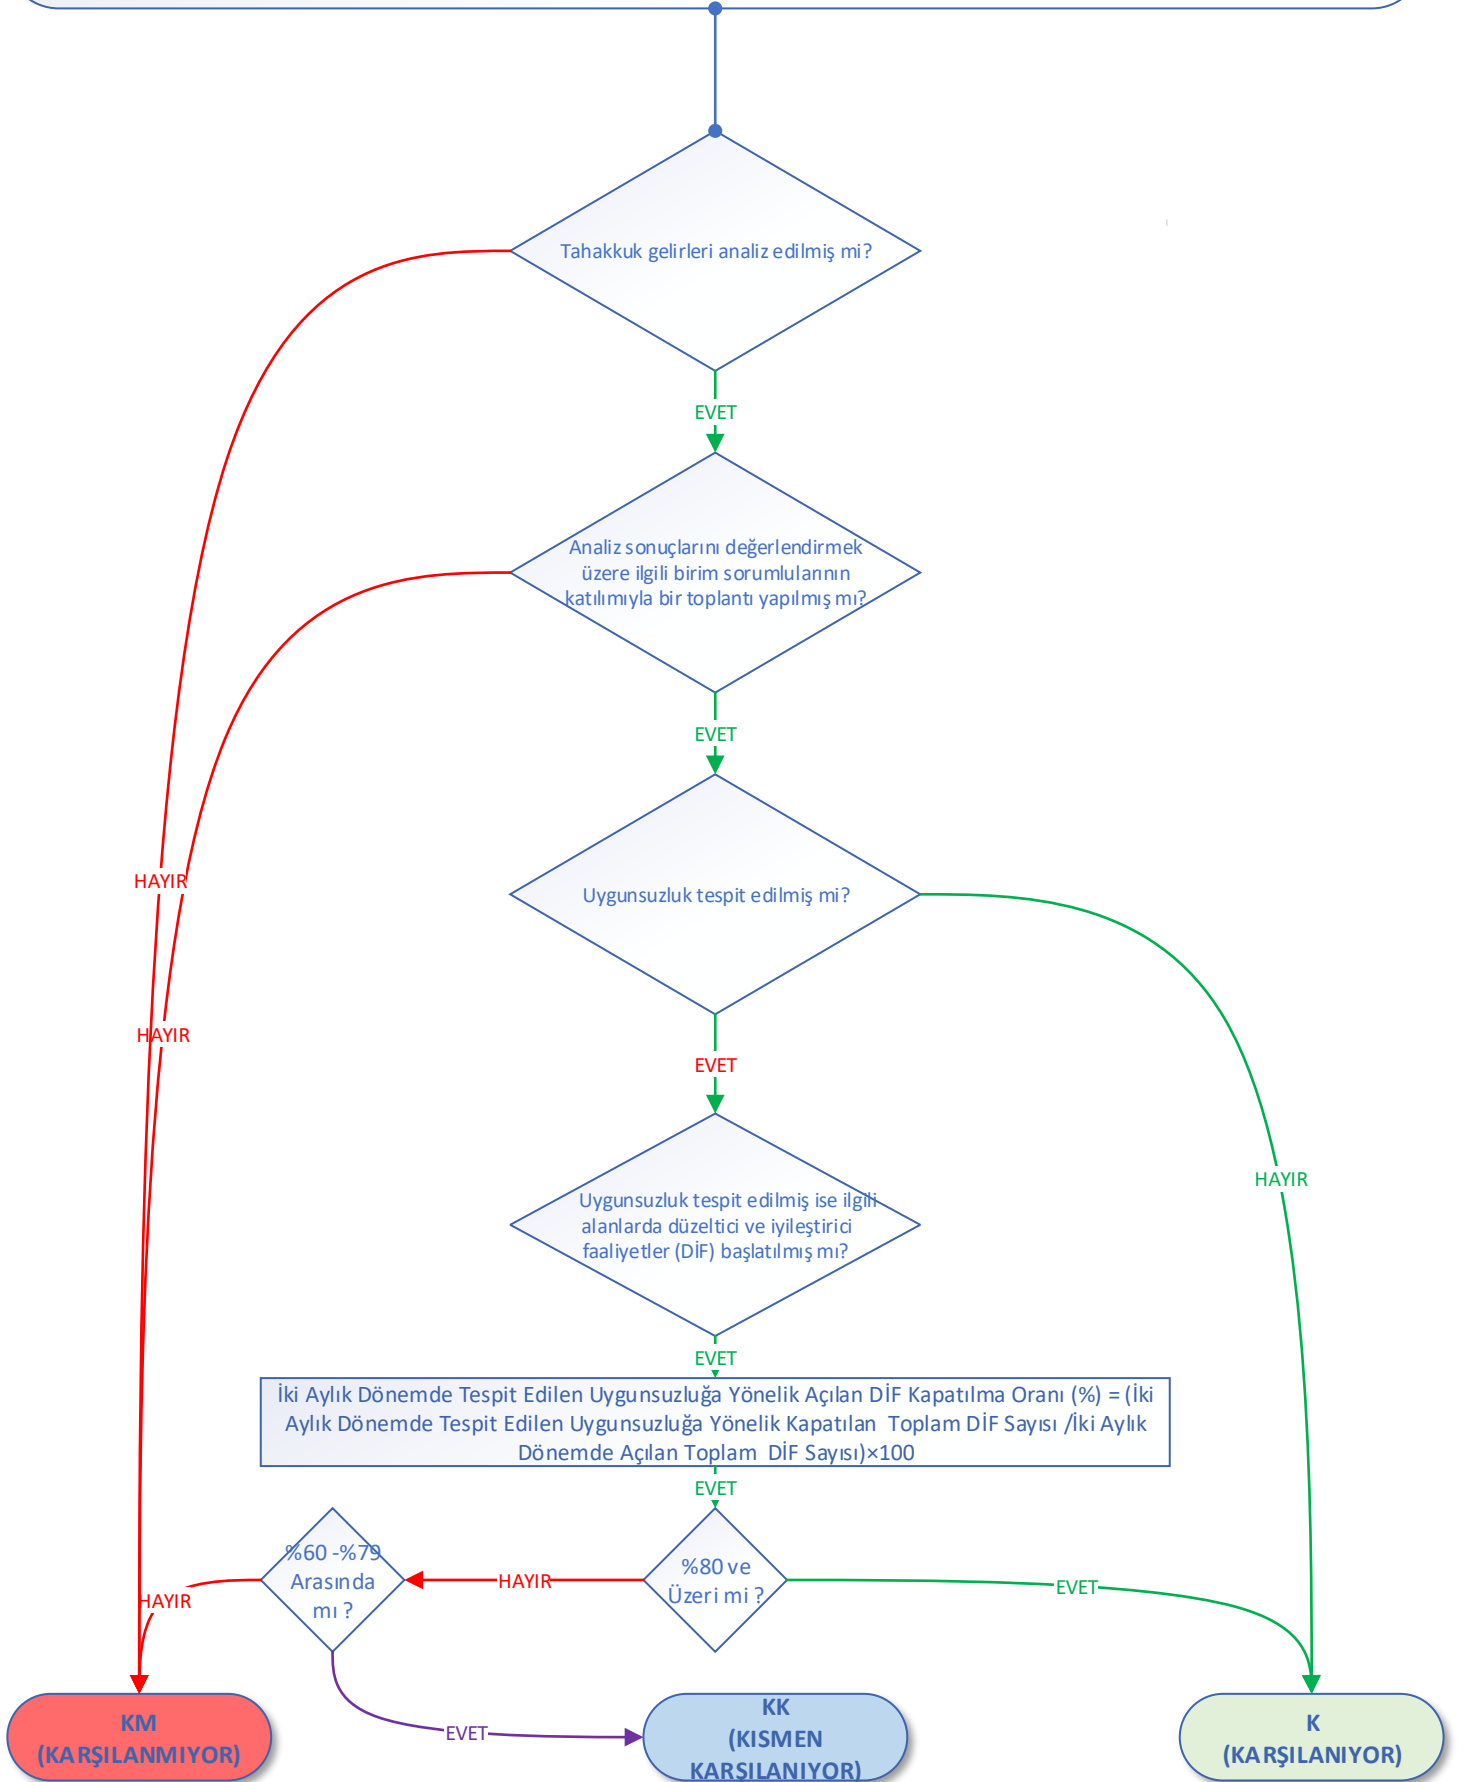 Tahakkuk gelirleri analiz edilmiş mi?
EVET
Analiz sonuçlarını değerlendirmek
üzere ilgili birim sorumlularının
katılımıyla bir toplantı yapılmış mı?
EVET
Uygunsuzluk tespit edilmiş mi?
HAYIR
HAYIR
EVET
HAYIR
Uygunsuzluk tespit edilmiş ise ilgili
alanlarda düzeltici ve iyileştirici
faaliyetler (DİF) başlatılmış mı?
EVET
İki Aylık Dönemde Tespit Edilen Uygunsuzluğa Yönelik Açılan DİF Kapatılma Oranı (%) = (İki
Aylık Dönemde Tespit Edilen Uygunsuzluğa Yönelik Kapatılan Toplam DİF Sayısı /İki Aylık
Dönemde Açılan Toplam DİF Sayısı)×100
EVET
%60 -%79
Arasında
mı ?
HAYIR
%80 ve
Üzeri mi ?
EVET
HAYIR
EVET
KM
(KARŞILANMIYOR)
KK
(KISMEN
KARŞILANIYOR)
K
(KARŞILANIYOR)